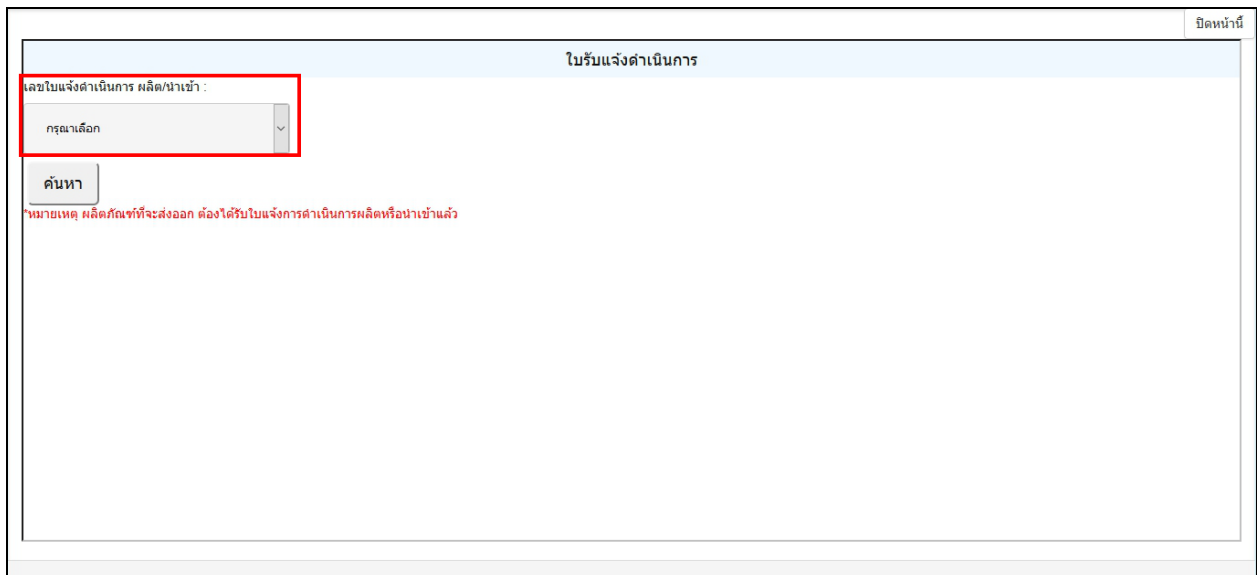 ปิดหน้านี้
ใบรับแจ้งดำเนินการ
เลขใบแจ้งดำเนินการ ผลิต/นำเข้า :
กรุณาเลือก
ค้นหา
*หมายเหตุ ผลิตภัณฑ์ที่จะส่งออก ต้องได้รับใบแจ้งการดำเนินการผลิตหรือนำเข้าแล้ว